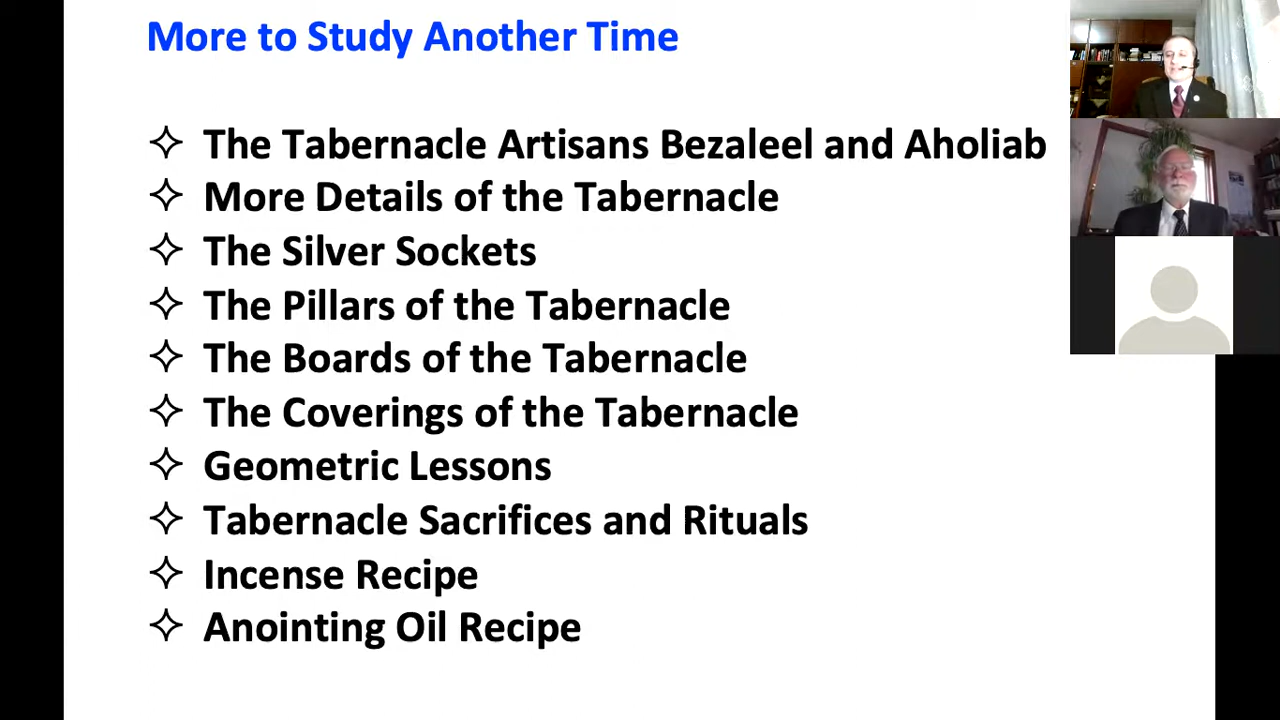 More to Study Another Time
✧ The Tabernacle Artisans Bezaleel and Aholiab
✧ More Details of the Tabernacle
✧ The Silver Sockets
✧ The Pillars of the Tabernacle
✧ The Boards of the Tabernacle
✧ The Coverings of the Tabernacle
✧ Geometric Lessons
✧ Tabernacle Sacrifices and Rituals
✧ Incense Recipe
✧ Anointing Oil Recipe